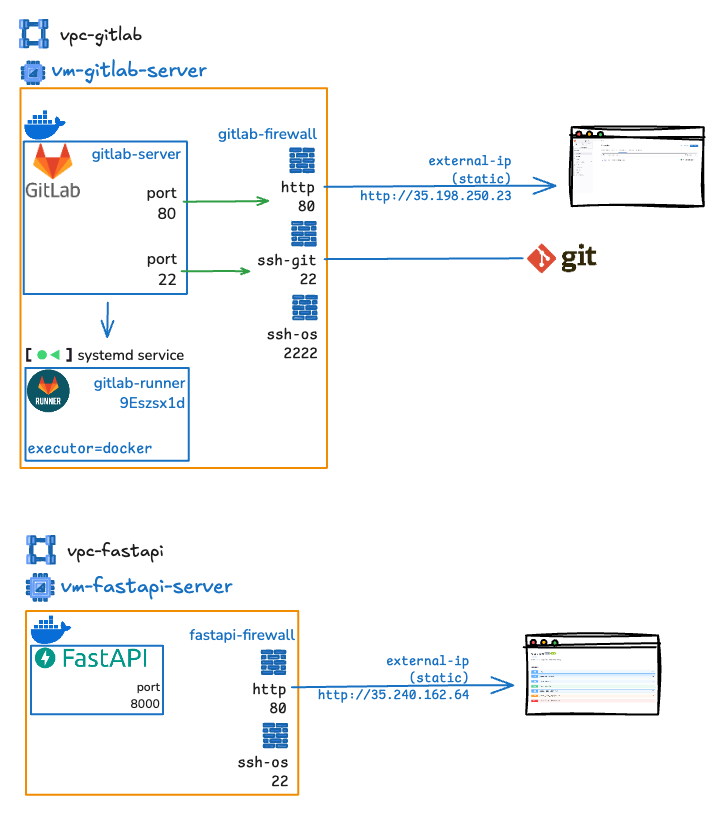 vpc-gitlab
vm-gitlab-server
gitlab-firewall
gitlab-server
GitLab
port
80
http
80
external-ip
(static)
http://35.198.250.23
port
22
ssh-git
22
git
ssh-os
2222
[ ] systemd service
gitlab-runner
9Eszsx1d
RUNNER
executor=docker
vpc-fastapi
vm-fastapi-server
fastapi-firewall
FastAPI
port
8000
http
80
external-ip
(static)
http://35.240.162.64
ssh-os
22